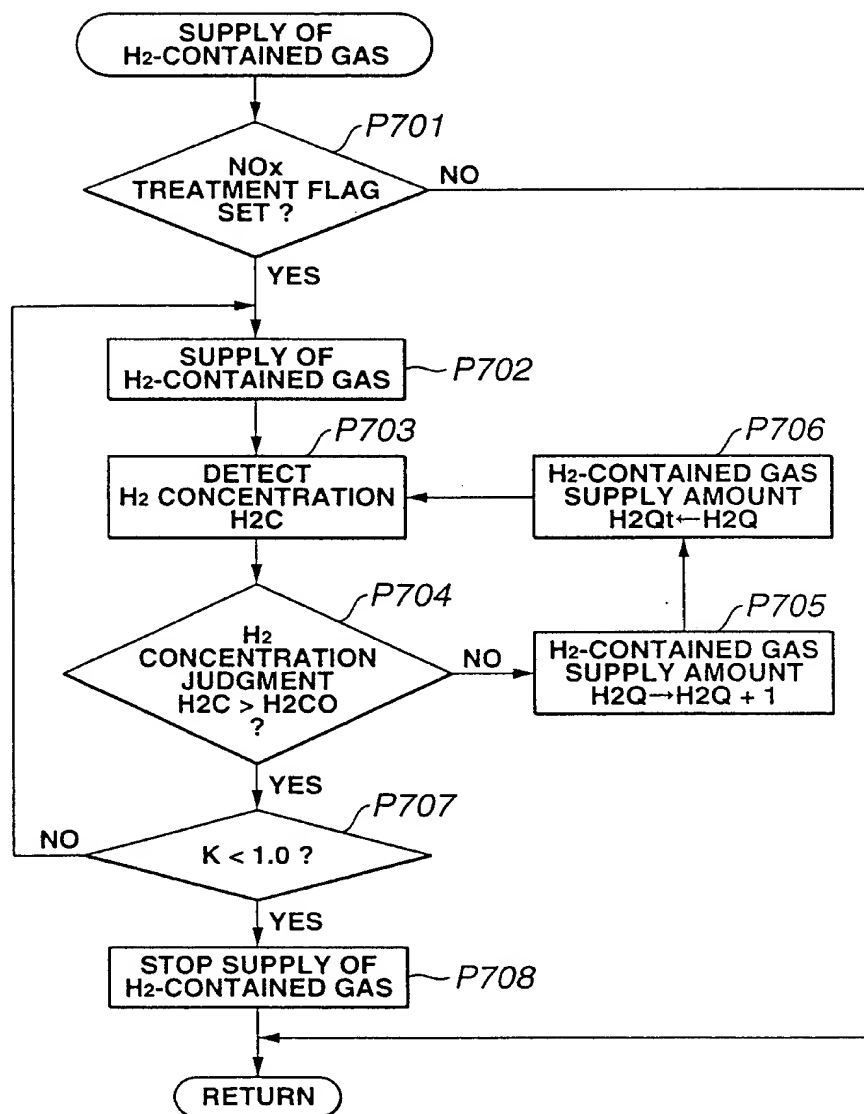 SUPPLY OF
H2-CONTAINED GAS
P701
NOx
TREATMENT FLAG
SET ?
NO
YES
SUPPLY OF
H2-CONTAINED GAS
P702
P703
DETECT
H2 CONCENTRATION
H2C
P706
H2-CONTAINED GAS
SUPPLY AMOUNT
H2Qt←H2Q
P704
H2
CONCENTRATION
JUDGMENT
H2C > H2CO
?
NO
P705
H2-CONTAINED GAS
SUPPLY AMOUNT
H2Q→H2Q + 1
YES
P707
NO
K < 1.0 ?
YES
STOP SUPPLY OF
H2-CONTAINED GAS
P708
RETURN